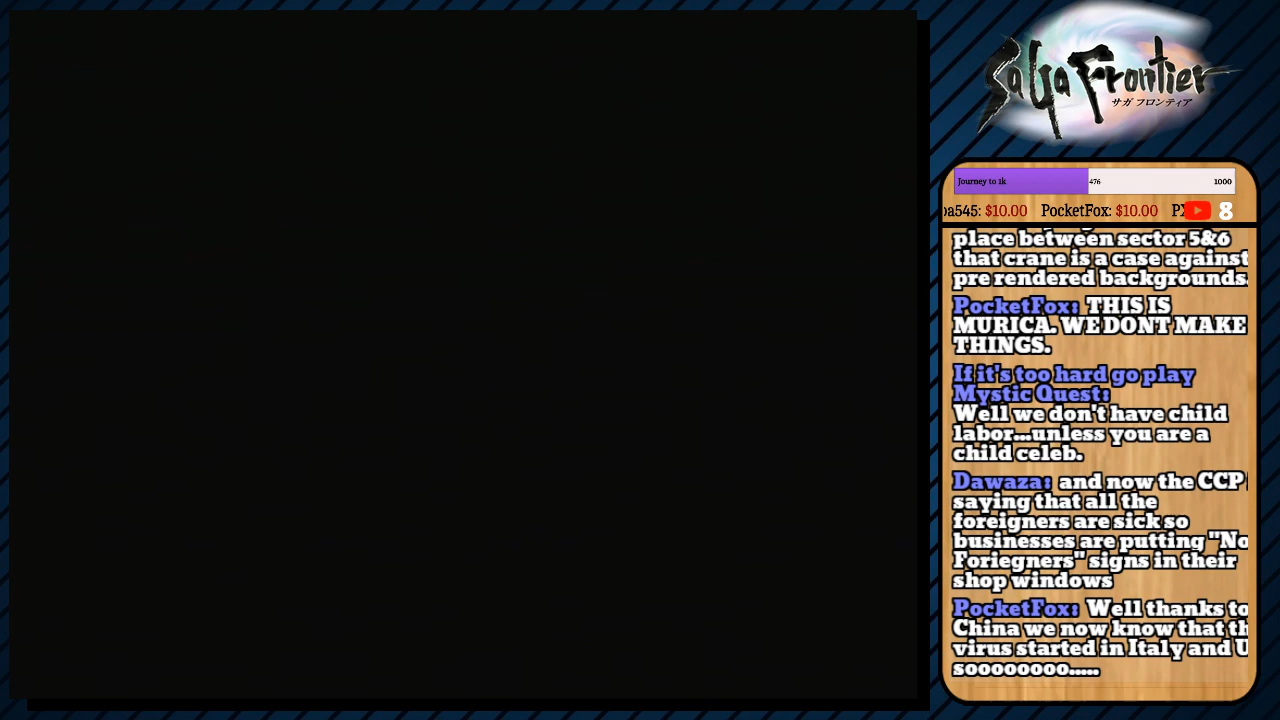 SaGa Frontier
サガ フロンティア
Journey to 1k 476 1000
pa545: $10.00 PocketFox: $10.00 8
place between sector 5&6
that crane is a case against
pre rendered backgrounds.
PocketFox: THIS IS
MURICA. WE DONT MAKE
THINGS.
If it's too hard go play
Mystic Quest:
Well we don't have child
labor...unless you are a
child celeb.
Dawaza: and now the CCP
saying that all the
foreigners are sick so
businesses are putting "No
Foriegners" signs in their
shop windows
PocketFox: Well thanks to
China we now know that th
virus started in Italy and U
sooooooooo.....